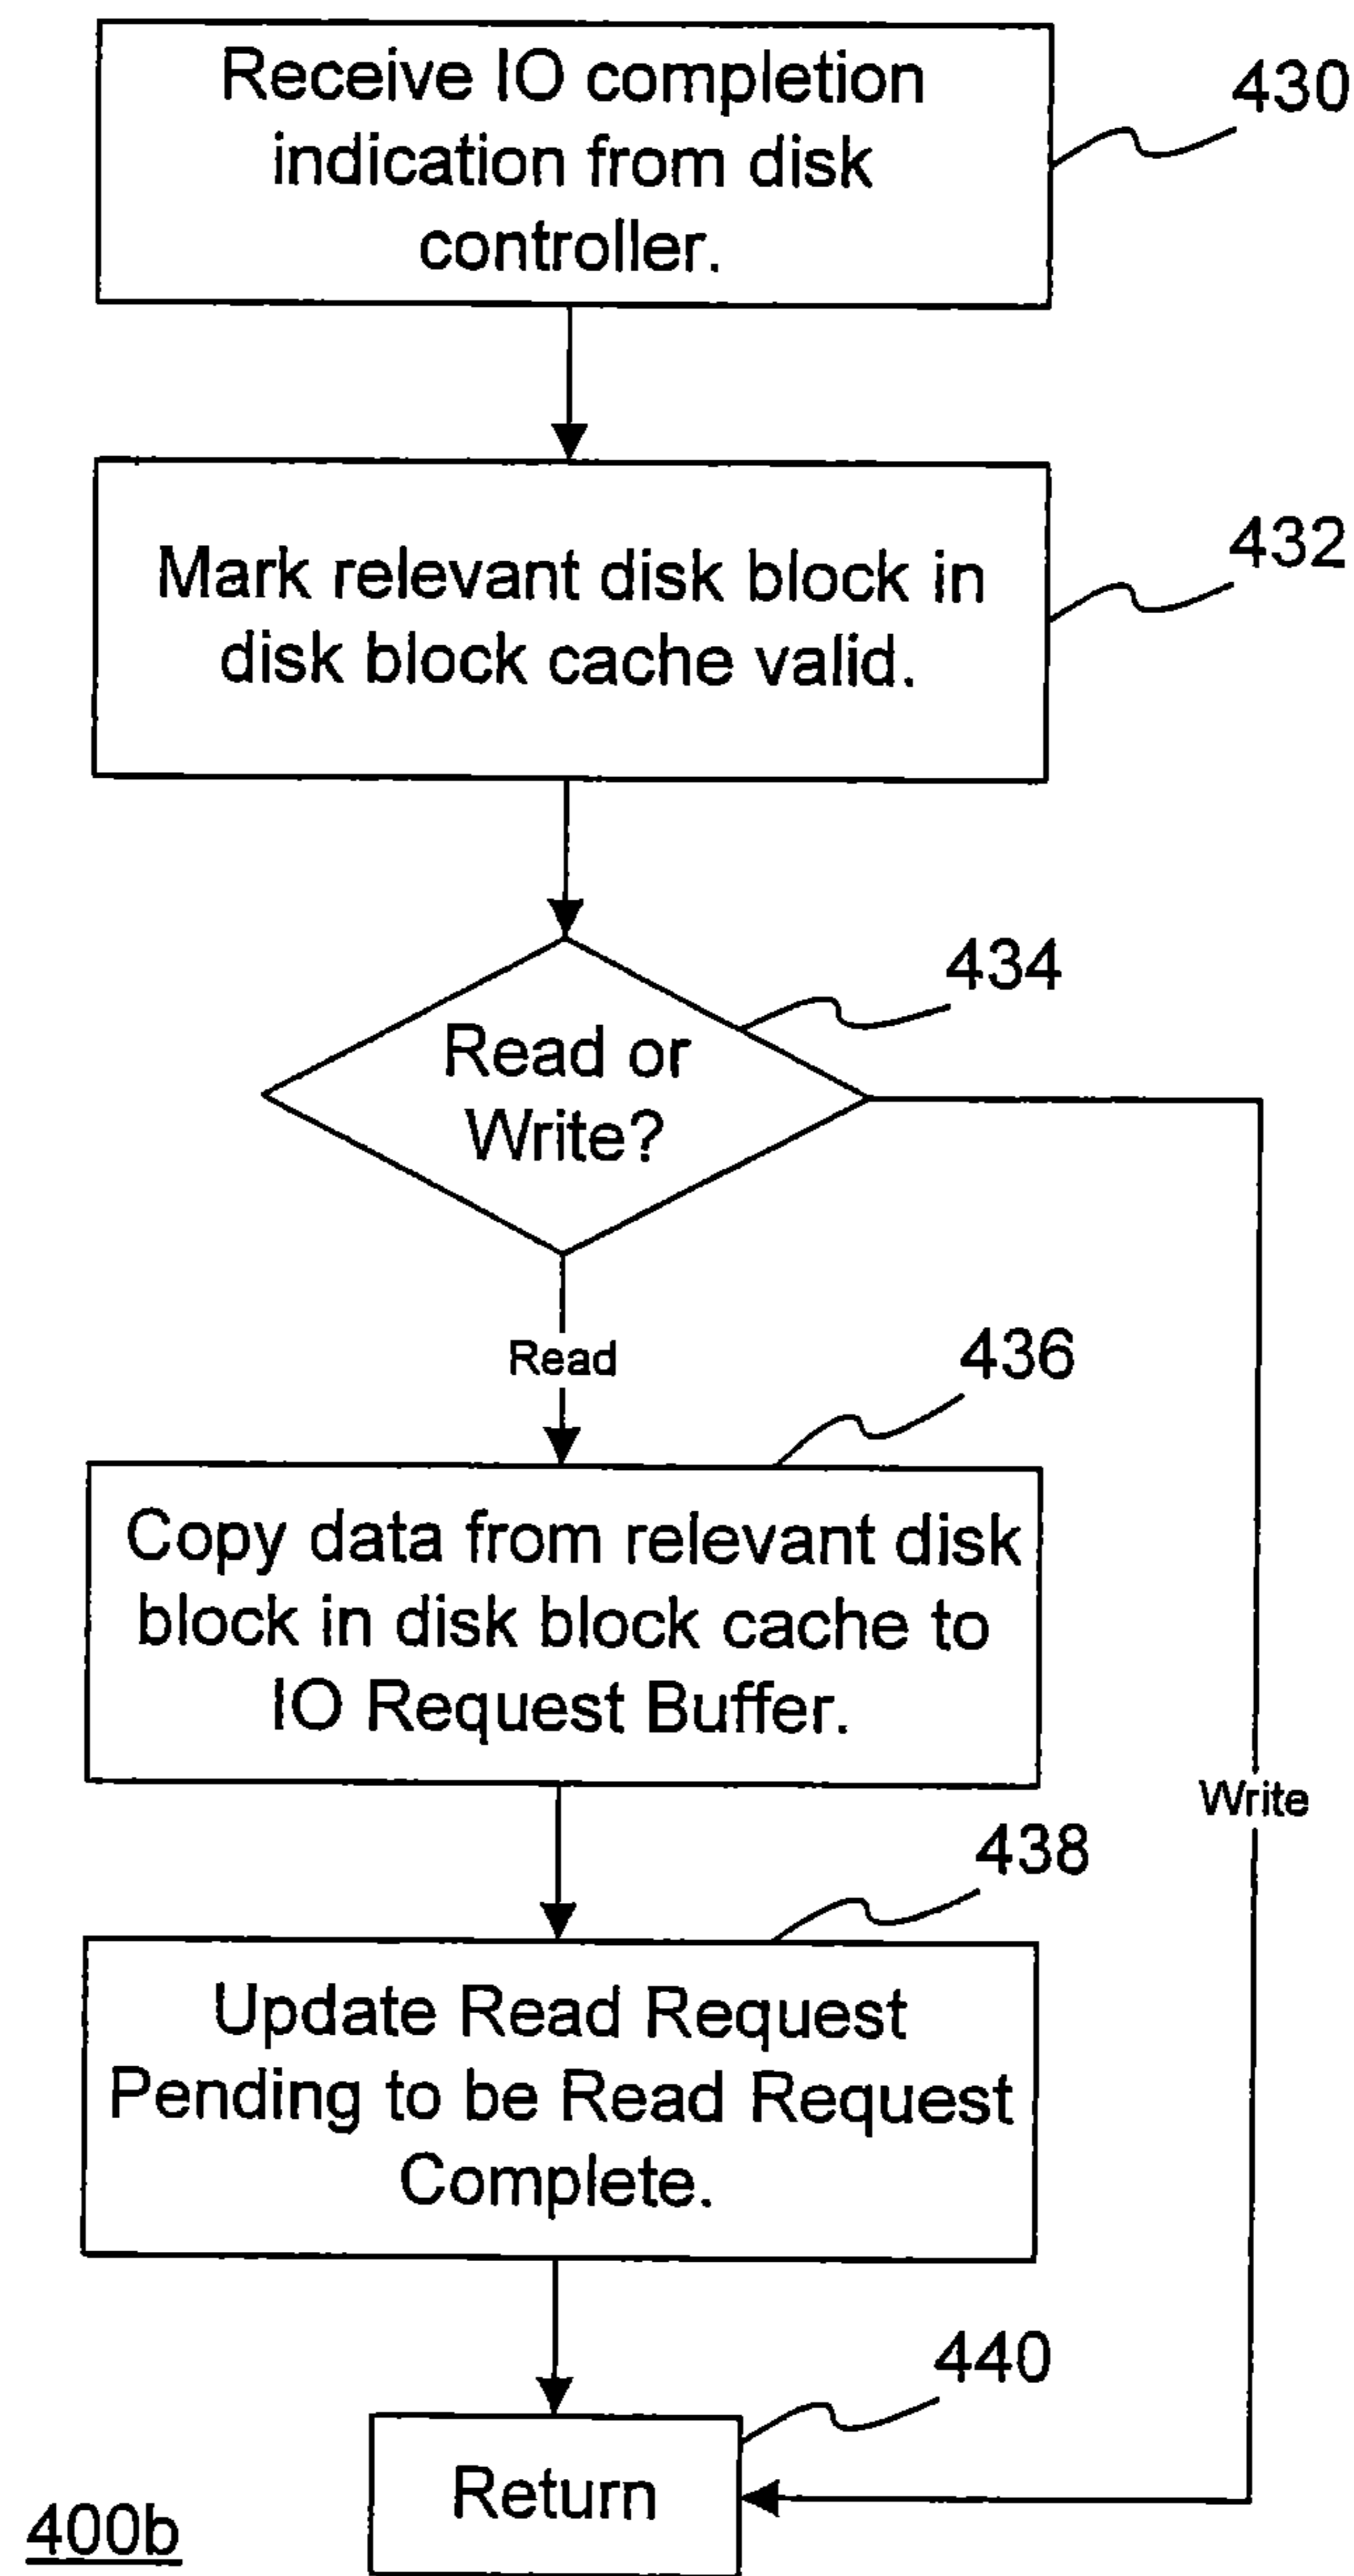 Receive IO completion
indication from disk
controller.
430
Mark relevant disk block in
disk block cache valid.
432
434
Read or
Write?
Read
436
Copy data from relevant disk
block in disk block cache to
IO Request Buffer.
Write
438
Update Read Request
Pending to be Read Request
Complete.
440
Return
400b